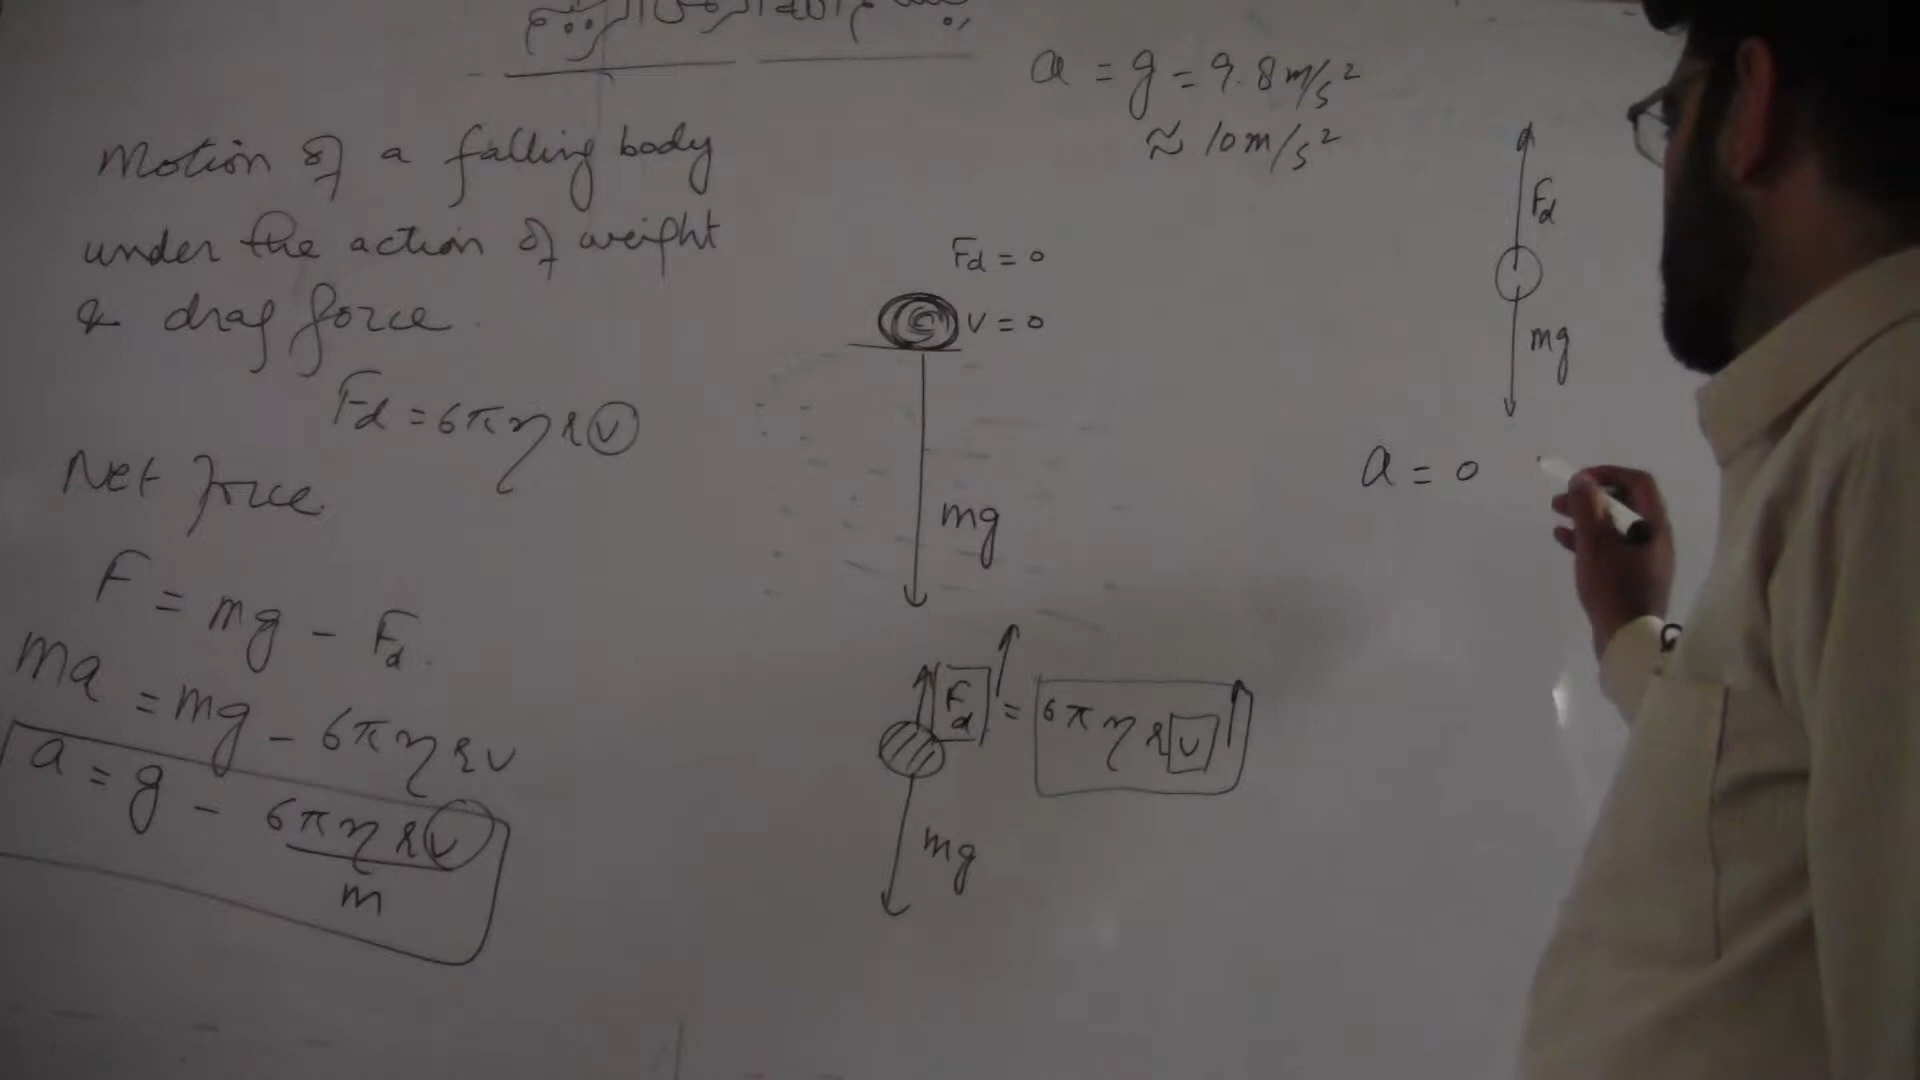 Motion of a falling body
under the action of weight
& drag force.
Fd = 6πηrv
Net force
F = mg - Fd.
ma = mg - 6πηrv
a = g - 6πηrv
m
a = g = 9.8 m/s²
≈ 10 m/s²
Fd = 0
v = 0
mg
Fd = 6πηrv
mg
Fd
mg
a = 0